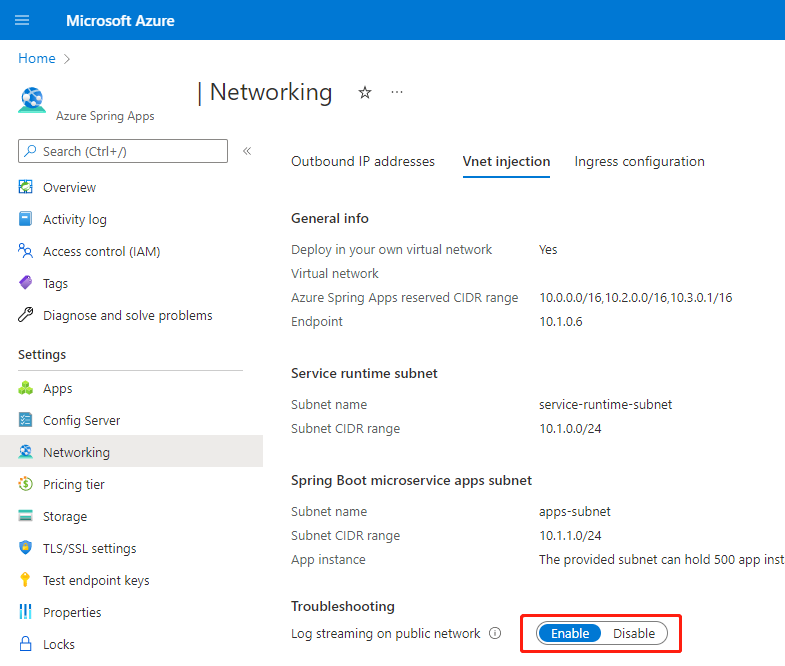 Microsoft Azure
Home
| Networking
Azure Spring Apps
Search (Ctrl+/)
Overview
Activity log
Access control (IAM)
Tags
Diagnose and solve problems
Settings
Apps
Config Server
Networking
Pricing tier
Storage
TLS/SSL settings
Test endpoint keys
Properties
Locks
Outbound IP addresses Vnet injection Ingress configuration
General info
Deploy in your own virtual network Yes
Virtual network
Azure Spring Apps reserved CIDR range 10.0.0.0/16,10.2.0.0/16,10.3.0.1/16
Endpoint 10.1.0.6
Service runtime subnet
Subnet name service-runtime-subnet
Subnet CIDR range 10.1.0.0/24
Spring Boot microservice apps subnet
Subnet name apps-subnet
Subnet CIDR range 10.1.1.0/24
App instance The provided subnet can hold 500 app inst
Troubleshooting
Log streaming on public network Enable Disable